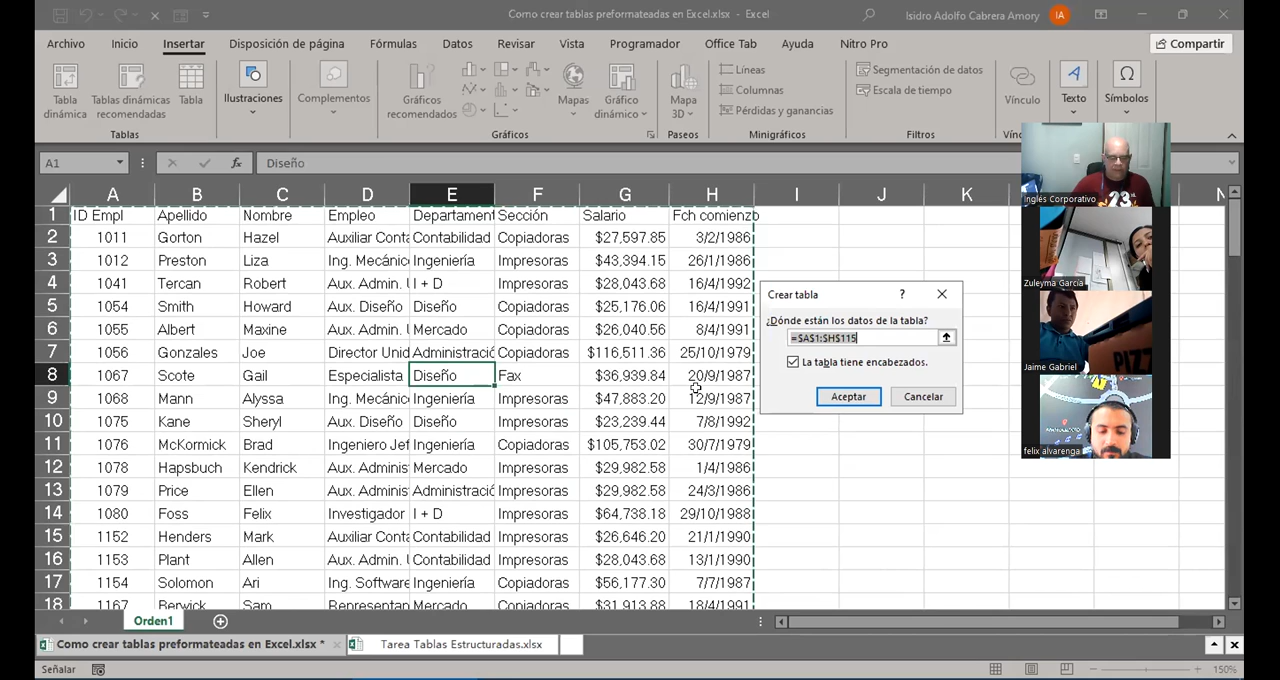 Como crear tablas preformateadas en Excel.xlsx - Excel
Isidro Adolfo Cabrera Amory IA
Archivo Inicio Insertar Disposición de página Fórmulas Datos Revisar Vista Programador Office Tab Ayuda Nitro Pro Compartir
Tabla dinámica
Tablas dinámicas recomendadas
Tabla
Tablas
Ilustraciones
Complementos
Gráficos recomendados
Mapas
Gráfico dinámico
Gráficos
Mapa 3D
Paseos
Líneas
Columnas
Pérdidas y ganancias
Minigráficos
Segmentación de datos
Escala de tiempo
Filtros
Vínculo
Texto
Símbolos
A1 fx Diseño
A B C D E F G H I J K N
1 ID Empl Apellido Nombre Empleo Departament Sección Salario Fch comienzo
2 1011 Gorton Hazel Auxiliar Conta Contabilidad Copiadoras $27,597.85 3/2/1986
3 1012 Preston Liza Ing. Mecánic Ingeniería Impresoras $43,394.15 26/1/1986
4 1041 Tercan Robert Aux. Admin. I + D Impresoras $28,043.68 16/4/1992
5 1054 Smith Howard Aux. Diseño Diseño Impresoras $25,176.06 16/4/1991
6 1055 Albert Maxine Aux. Admin. Mercado Impresoras $26,040.56 8/4/1991
7 1056 Gonzales Joe Director Unid Administració Copiadoras $116,511.36 25/10/1979
8 1067 Scote Gail Especialista Diseño Fax $36,939.84 20/9/1987
9 1068 Mann Alyssa Ing. Mecánic Ingeniería Impresoras $47,883.20 12/9/1987
10 1075 Kane Sheryl Aux. Diseño Diseño Impresoras $23,239.44 7/8/1992
11 1076 McKormick Brad Ingeniero Jef Ingeniería Copiadoras $105,753.02 30/7/1979
12 1078 Hapsbuch Kendrick Aux. Adminis Mercado Impresoras $29,982.58 1/4/1986
13 1079 Price Ellen Aux. Adminis Administració Impresoras $29,982.58 24/3/1986
14 1080 Foss Felix Investigador I + D Impresoras $64,738.18 29/10/1988
15 1152 Henders Mark Auxiliar Conta Contabilidad Impresoras $26,646.20 21/1/1990
16 1153 Plant Allen Aux. Admin. Contabilidad Impresoras $28,043.68 13/1/1990
17 1154 Solomon Ari Ing. Software Ingeniería Copiadoras $56,177.30 7/7/1987
18 1167 Berwick Sam Representan Mercado Copiadoras $31,913.88 18/4/1991
Crear tabla ?
¿Dónde están los datos de la tabla?
=$A$1:$H$115
La tabla tiene encabezados.
Aceptar Cancelar
Inglés Corporativo
23
Zuleyma García
Jaime Gabriel
PIZZ
felix alvarenga
Orden1
Como crear tablas preformateadas en Excel.xlsx *
Tarea Tablas Estructuradas.xlsx
Señalar
150%